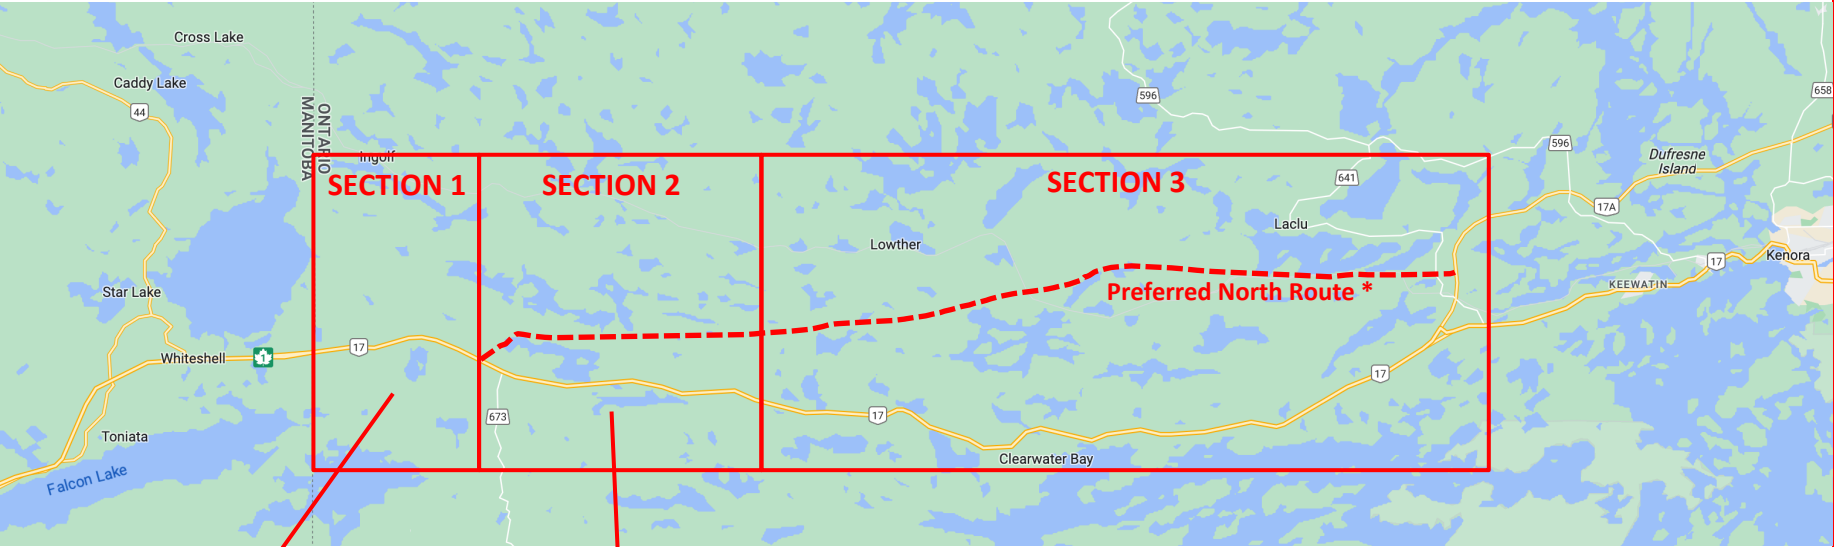 Cross Lake
Caddy Lake
44
ONTARIO
MANITOBA
Ingolf
596
658
596
Dufresne
Island
SECTION 1
SECTION 2
SECTION 3
641
17A
Laclu
Lowther
17
Kenora
Preferred North Route *
KEEWATIN
Star Lake
Whiteshell
1
17
17
673
17
Toniata
Clearwater Bay
Falcon Lake